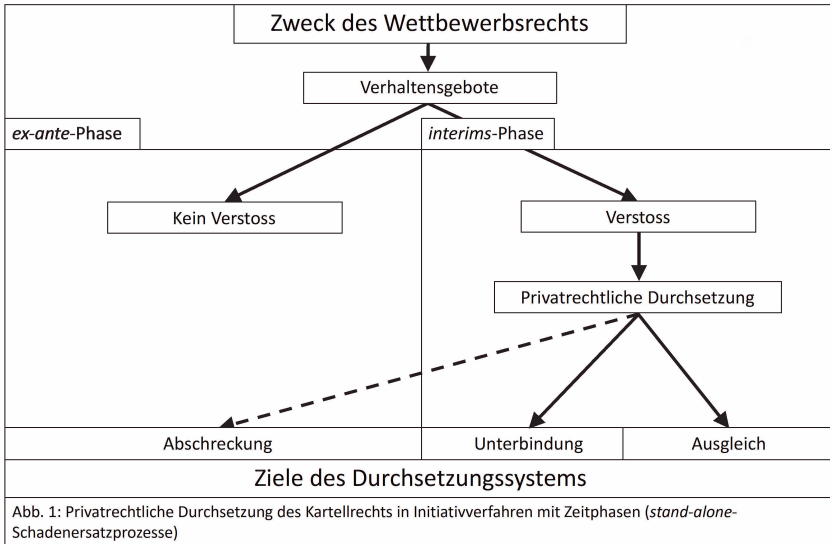 Zweck des Wettbewerbsrechts
Verhaltensgebote
ex-ante-Phase
interims-Phase
Kein Verstoss
Verstoss
Privatrechtliche Durchsetzung
Abschreckung
Unterbindung
Ausgleich
Ziele des Durchsetzungssystems
Abb. 1: Privatrechtliche Durchsetzung des Kartellrechts in Initiativverfahren mit Zeitphasen (stand-alone-
Schadenersatzprozesse)